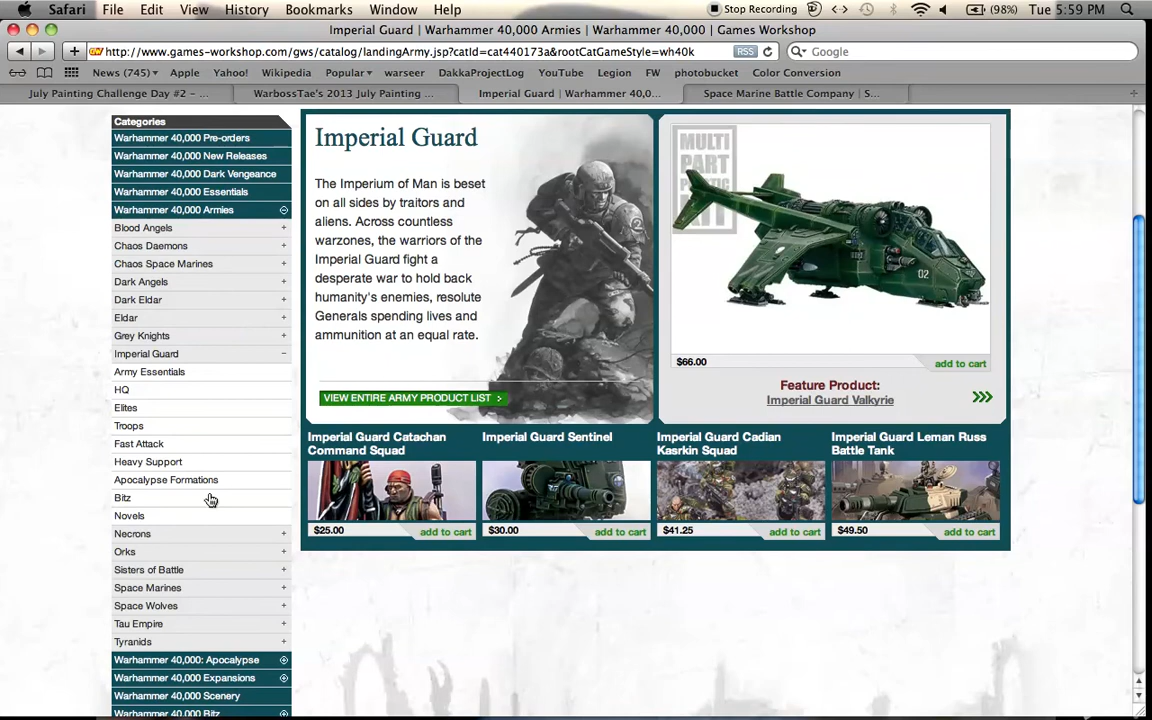 Safari File Edit View History Bookmarks Window Help Stop Recording (98%) Tue 5:59 PM
Imperial Guard | Warhammer 40,000 Armies | Warhammer 40,000 | Games Workshop
http://www.games-workshop.com/gws/catalog/landingArmy.jsp?catId=cat440173a&rootCatGameStyle=wh40k RSS Google
News (745) Apple Yahoo! Wikipedia Popular warseer DakkaProjectLog YouTube Legion FW photobucket Color Conversion
July Painting Challenge Day #2 – ... WarbossTae's 2013 July Painting ... Imperial Guard | Warhammer 40,0... Space Marine Battle Company | S...
Categories
Warhammer 40,000 Pre-orders
Warhammer 40,000 New Releases
Warhammer 40,000 Dark Vengeance
Warhammer 40,000 Essentials
Warhammer 40,000 Armies
Blood Angels +
Chaos Daemons +
Chaos Space Marines +
Dark Angels +
Dark Eldar +
Eldar +
Grey Knights +
Imperial Guard –
Army Essentials
HQ
Elites
Troops
Fast Attack
Heavy Support
Apocalypse Formations
Bitz
Novels
Necrons +
Orks +
Sisters of Battle +
Space Marines +
Space Wolves +
Tau Empire +
Tyranids +
Warhammer 40,000: Apocalypse
Warhammer 40,000 Expansions
Warhammer 40,000 Scenery
Warhammer 40,000 Bitz
Imperial Guard
The Imperium of Man is beset
on all sides by traitors and
aliens. Across countless
warzones, the warriors of the
Imperial Guard fight a
desperate war to hold back
humanity's enemies, resolute
Generals spending lives and
ammunition at an equal rate.
VIEW ENTIRE ARMY PRODUCT LIST >
MULTI
PART
PLASTIC
KIT
02
$66.00 add to cart
Feature Product:
Imperial Guard Valkyrie
Imperial Guard Catachan
Command Squad
$25.00 add to cart
Imperial Guard Sentinel
$30.00 add to cart
Imperial Guard Cadian
Kasrkin Squad
$41.25 add to cart
Imperial Guard Leman Russ
Battle Tank
$49.50 add to cart